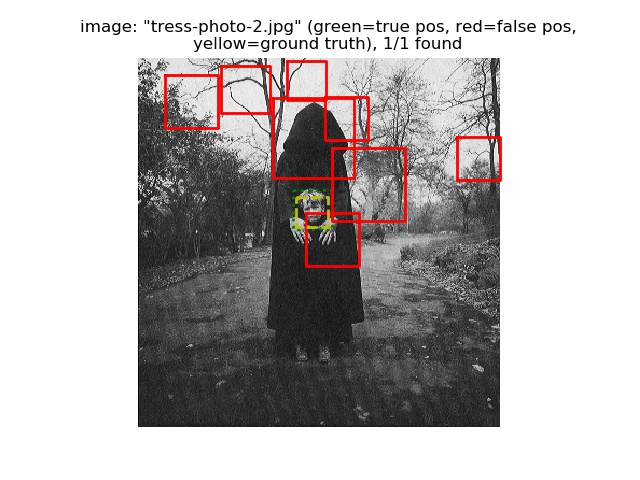 image: "tress-photo-2.jpg" (green=true pos, red=false pos,
yellow=ground truth), 1/1 found